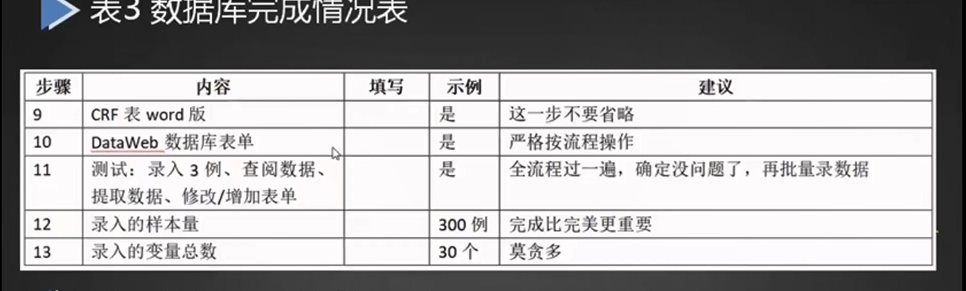 表3 数据库完成情况表
步骤 内容 填写 示例 建议
9 CRF 表 word 版 是 这一步不要省略
10 DataWeb 数据库表单 是 严格按流程操作
11 测试：录入 3 例、查阅数据、 是 全流程过一遍，确定没问题了，再批量录数据
提取数据、修改/增加表单
12 录入的样本量 300 例 完成比完美更重要
13 录入的变量总数 30 个 莫贪多